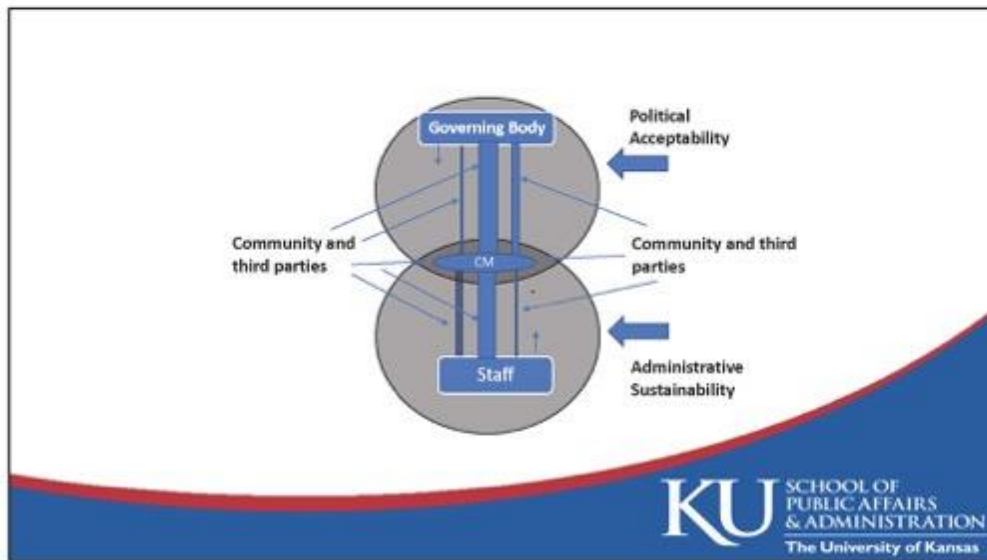 Governing Body
Political
Acceptability
Community and
third parties
CM
Community and third
parties
Staff
Administrative
Sustainability
KU SCHOOL OF
PUBLIC AFFAIRS
& ADMINISTRATION
The University of Kansas